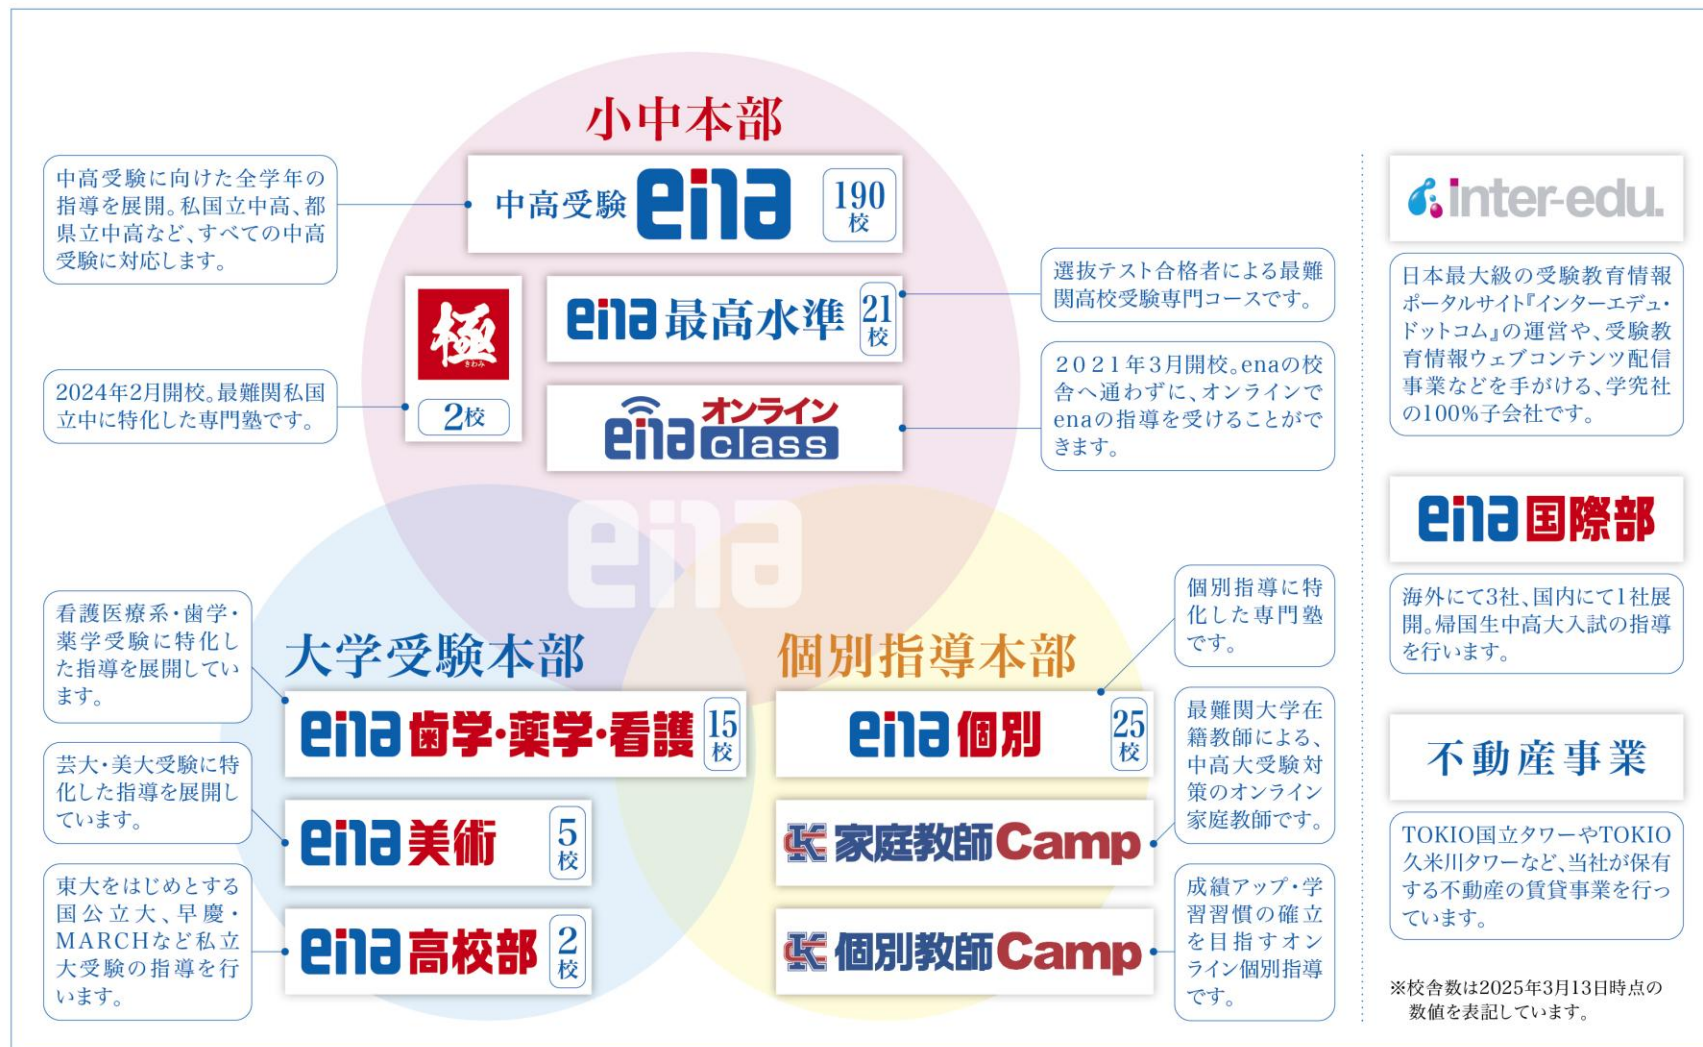 小中本部
中高受験 ena 190校
中高受験に向けた全学年の
指導を展開。私国立中高、都
県立中高など、すべての中高
受験に対応します。
極
きわみ
2校
2024年2月開校。最難関私国
立中に特化した専門塾です。
ena 最高水準 21校
選抜テスト合格者による最難
関高校受験専門コースです。
ena オンライン class
2021年3月開校。enaの校
舎へ通わずに、オンラインで
enaの指導を受けることがで
きます。
ena
大学受験本部
ena 歯学・薬学・看護 15校
看護医療系・歯学・
薬学受験に特化し
た指導を展開してい
ます。
ena 美術 5校
芸大・美大受験に特
化した指導を展開し
ています。
ena 高校部 2校
東大をはじめとする
国公立大、早慶・
MARCHなど私立
大受験の指導を行
います。
個別指導本部
ena 個別 25校
個別指導に特
化した専門塾
です。
家庭教師Camp
最難関大学在
籍教師による、
中高大受験対
策のオンライン
家庭教師です。
個別教師Camp
成績アップ・学
習習慣の確立
を目指すオン
ライン個別指導
です。
inter-edu.
日本最大級の受験教育情報
ポータルサイト『インターエデュ・
ドットコム』の運営や、受験教
育情報ウェブコンテンツ配信
事業などを手がける、学究社
の100%子会社です。
ena 国際部
海外にて3社、国内にて1社展
開。帰国生中高大入試の指導
を行います。
不動産事業
TOKIO国立タワーやTOKIO
久米川タワーなど、当社が保有
する不動産の賃貸事業を行っ
ています。
※校舎数は2025年3月13日時点の
数値を表記しています。